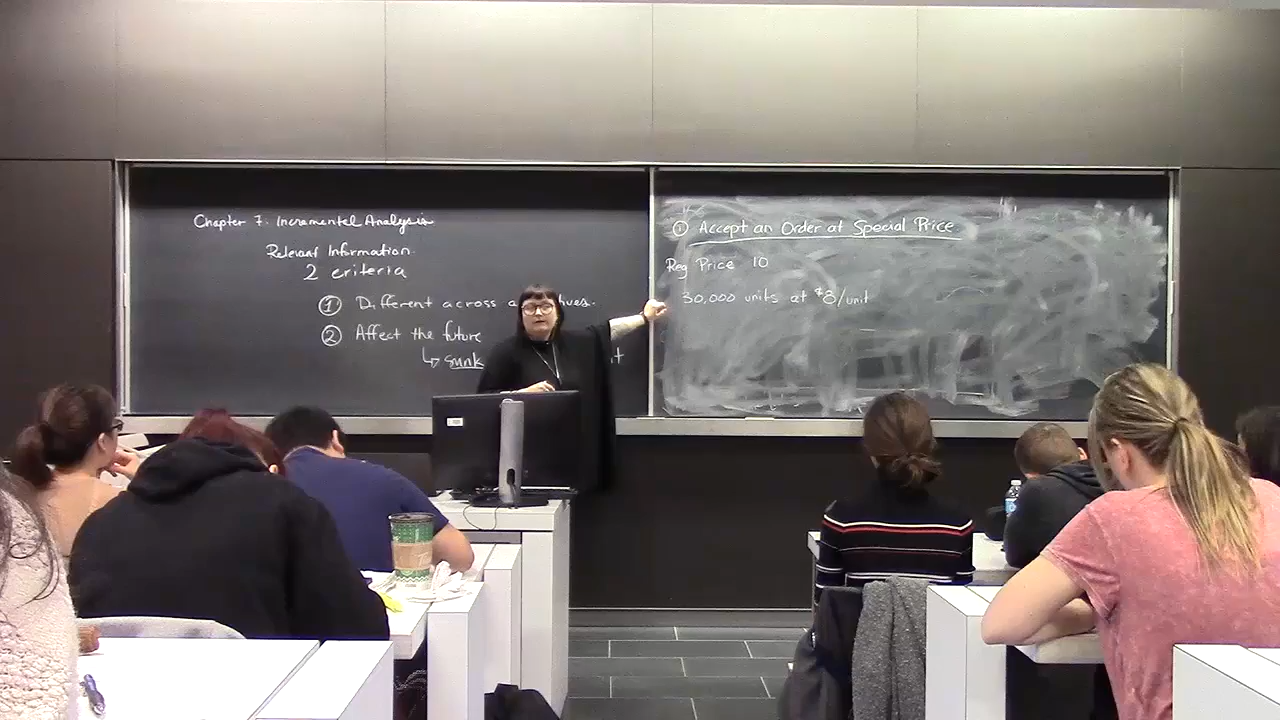 Chapter 7. Incremental Analysis
Relevant Information.
2 criteria
① Different across
② Affect the future
↳ sunk
① Accept an Order at Special Price
Reg Price 10
30,000 units at $8/unit